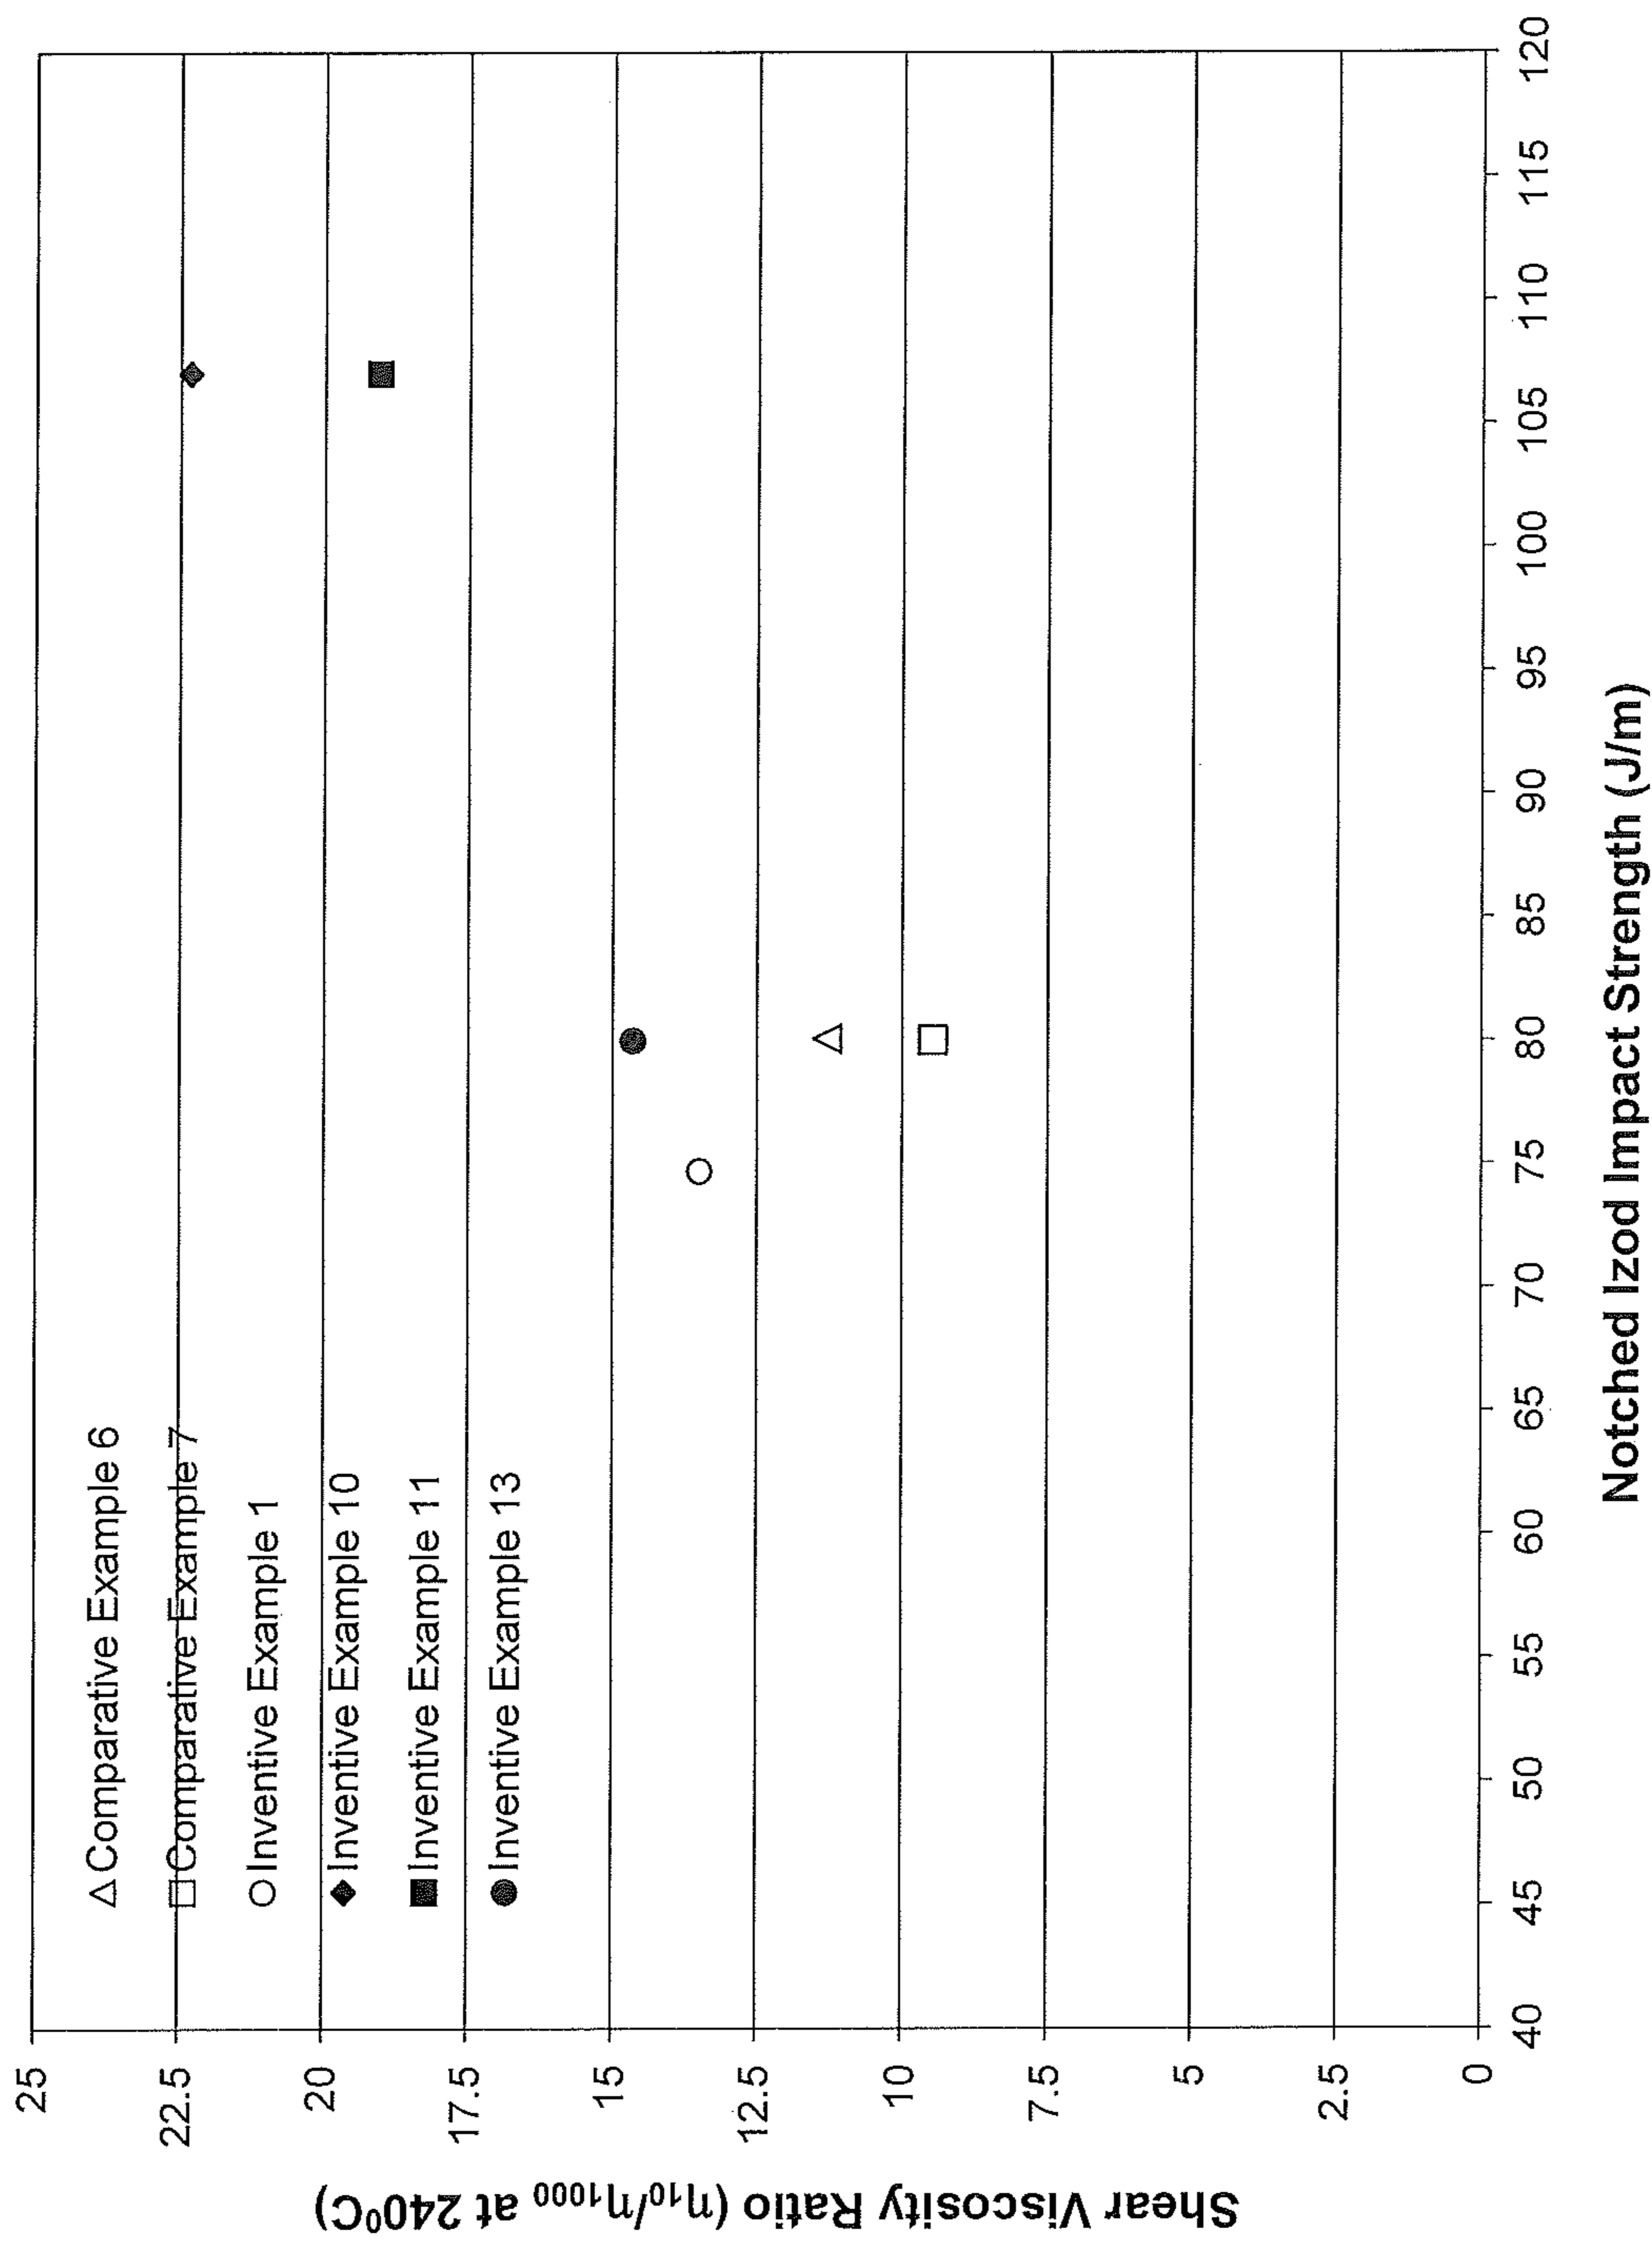 Shear Viscosity Ratio (η10/η1000 at 240⁰C)
25
22.5
20
17.5
15
12.5
10
7.5
5
2.5
0
△ Comparative Example 6
□ Comparative Example 7
○ Inventive Example 1
◆ Inventive Example 10
■ Inventive Example 11
● Inventive Example 13
40 45 50 55 60 65 70 75 80 85 90 95 100 105 110 115 120
Notched Izod Impact Strength (J/m)